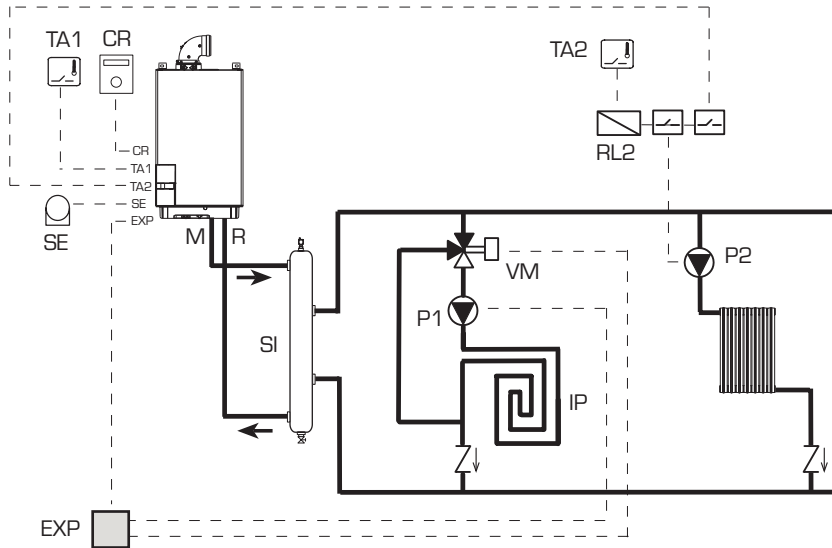 TA1 CR
TA2
RL2
CR
TA1
TA2
SE
EXP
SE
M R
VM
P2
P1
SI
IP
EXP